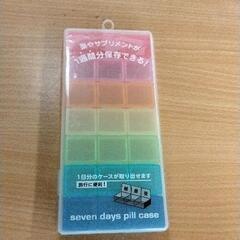 薬やサプリメントが
1週間分保存できる!
1日分のケースが取り出せます
旅行に便利!
seven days pill case